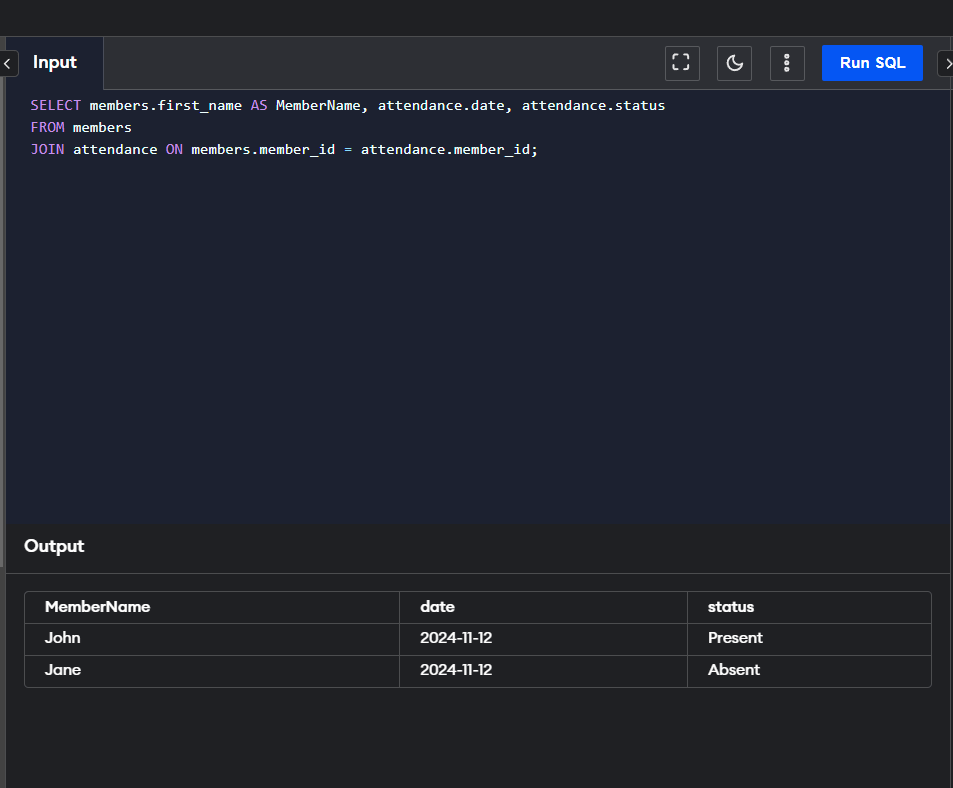 Input
Run SQL
SELECT members.first_name AS MemberName, attendance.date, attendance.status
FROM members
JOIN attendance ON members.member_id = attendance.member_id;
Output
MemberName date status
John 2024-11-12 Present
Jane 2024-11-12 Absent